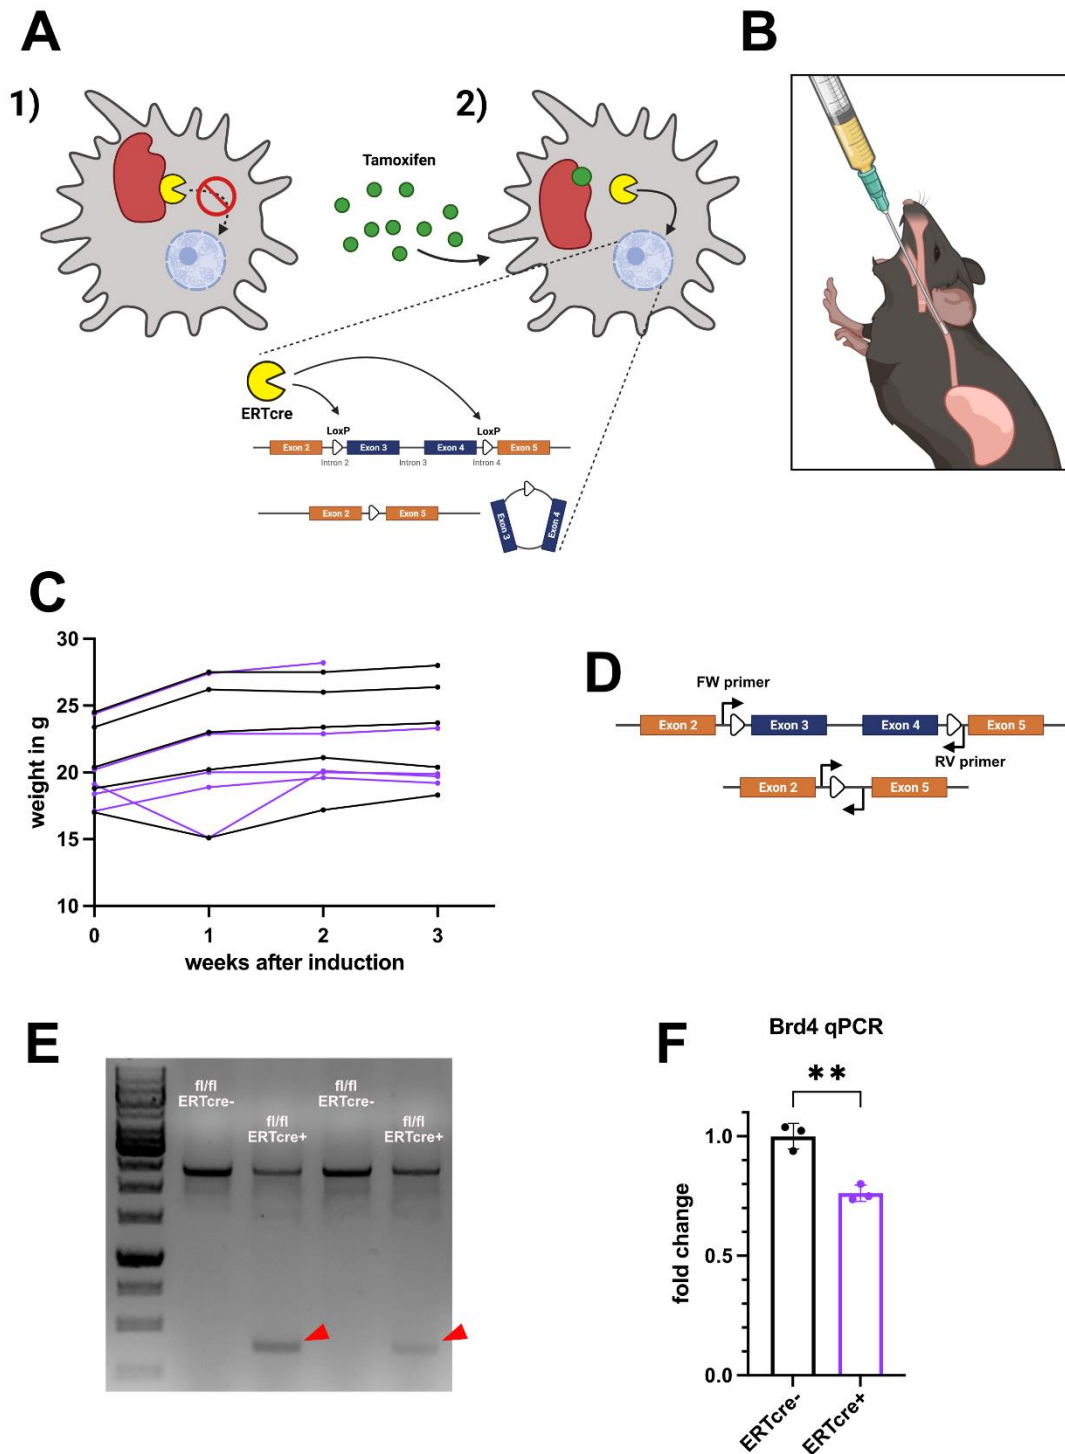 A
B
1)
2)
Tamoxifen
ERTcre
LoxP
LoxP
Exon 2
Exon 3
Exon 4
Exon 5
Intron 2
Intron 3
Intron 4
Exon 2
Exon 5
Exon 3
Exon 4
C
30
25
20
15
10
weight in g
0
1
2
3
weeks after induction
D
FW primer
Exon 2
Exon 3
Exon 4
Exon 5
RV primer
Exon 2
Exon 5
E
fl/fl
ERTcre-
fl/fl
ERTcre+
fl/fl
ERTcre-
fl/fl
ERTcre+
F
Brd4 qPCR
**
1.0
0.5
0.0
fold change
ERTcre-
ERTcre+